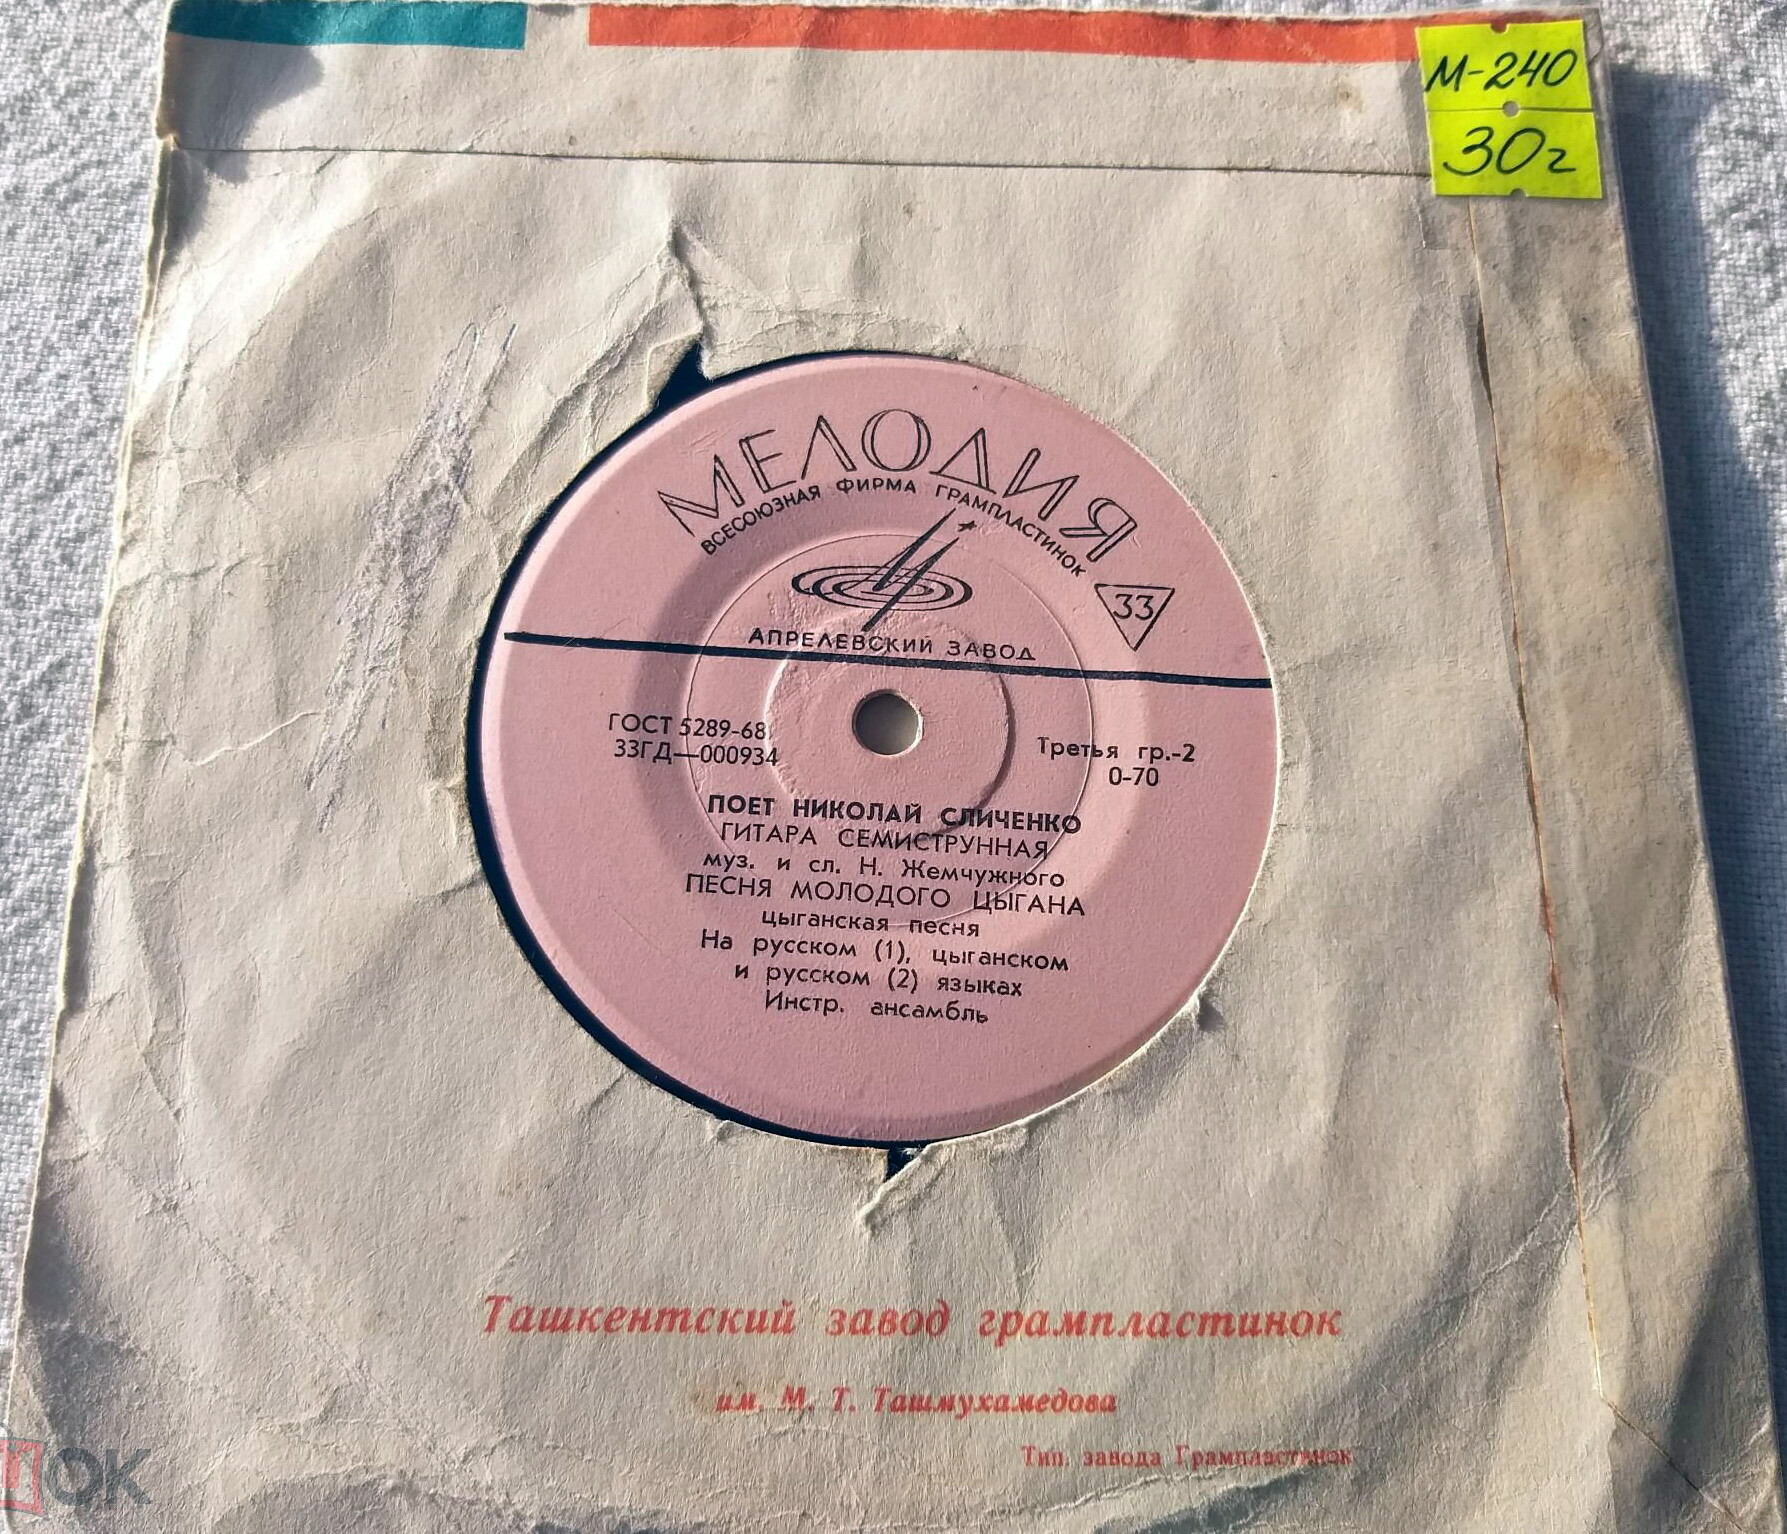 М-240
30г
МЕЛОДИЯ
ВСЕСОЮЗНАЯ ФИРМА ГРАМПЛАСТИНОК
33
АПРЕЛЕВСКИЙ ЗАВОД
ГОСТ 5289-68
33ГД—000934
Третья гр.-2
0-70
ПОЕТ НИКОЛАЙ СЛИЧЕНКО
ГИТАРА СЕМИСТРУННАЯ
муз. и сл. Н. Жемчужного
ПЕСНЯ МОЛОДОГО ЦЫГАНА
цыганская песня
На русском (1), цыганском
и русском (2) языках
Инстр. ансамбль
Ташкентский завод грампластинок
им. М. Т. Ташмухамедова
Тип. завода Грампластинок